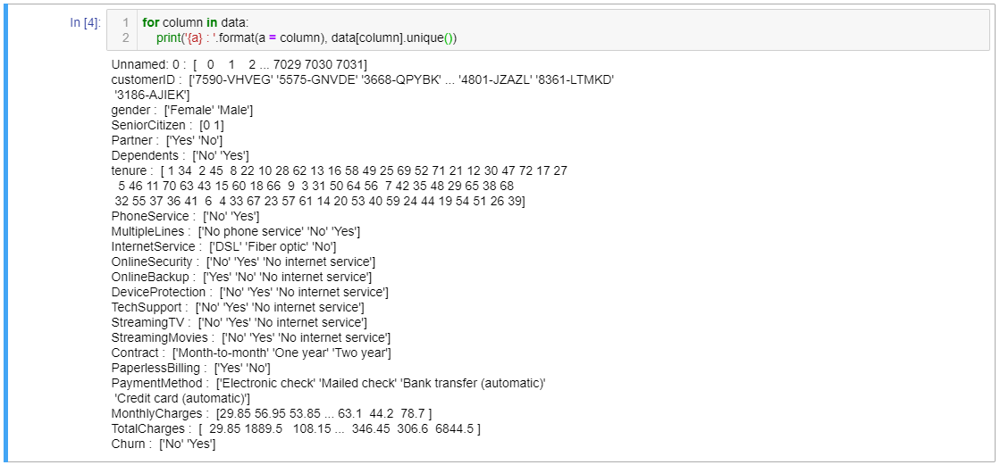 In [4]:
1 for column in data:
2 print('{a} : '.format(a = column), data[column].unique())
Unnamed: 0 :  [   0    1    2 ... 7029 7030 7031]
customerID :  ['7590-VHVEG' '5575-GNVDE' '3668-QPYBK' ... '4801-JZAZL' '8361-LTMKD'
'3186-AJIEK']
gender :  ['Female' 'Male']
SeniorCitizen :  [0 1]
Partner :  ['Yes' 'No']
Dependents :  ['No' 'Yes']
tenure :  [ 1 34  2 45  8 22 10 28 62 13 16 58 49 25 69 52 71 21 12 30 47 72 17 27
5 46 11 70 63 43 15 60 18 66  9  3 31 50 64 56  7 42 35 48 29 65 38 68
32 55 37 36 41  6  4 33 67 23 57 61 14 20 53 40 59 24 44 19 54 51 26 39]
PhoneService :  ['No' 'Yes']
MultipleLines :  ['No phone service' 'No' 'Yes']
InternetService :  ['DSL' 'Fiber optic' 'No']
OnlineSecurity :  ['No' 'Yes' 'No internet service']
OnlineBackup :  ['Yes' 'No' 'No internet service']
DeviceProtection :  ['No' 'Yes' 'No internet service']
TechSupport :  ['No' 'Yes' 'No internet service']
StreamingTV :  ['No' 'Yes' 'No internet service']
StreamingMovies :  ['No' 'Yes' 'No internet service']
Contract :  ['Month-to-month' 'One year' 'Two year']
PaperlessBilling :  ['Yes' 'No']
PaymentMethod :  ['Electronic check' 'Mailed check' 'Bank transfer (automatic)'
'Credit card (automatic)']
MonthlyCharges :  [29.85 56.95 53.85 ... 63.1  44.2  78.7 ]
TotalCharges :  [  29.85 1889.5   108.15 ...  346.45  306.6  6844.5 ]
Churn :  ['No' 'Yes']